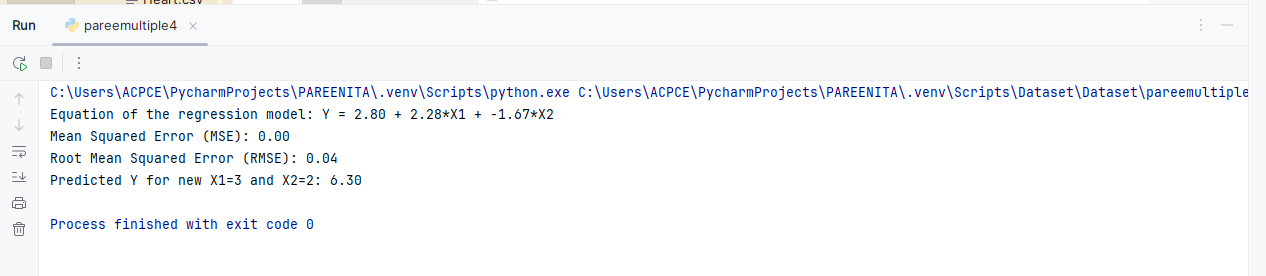 Heart.csv
Run pareemultiple4
C:\Users\ACPCE\PycharmProjects\PAREENITA\.venv\Scripts\python.exe C:\Users\ACPCE\PycharmProjects\PAREENITA\.venv\Scripts\Dataset\Dataset\pareemultiple
Equation of the regression model: Y = 2.80 + 2.28*X1 + -1.67*X2
Mean Squared Error (MSE): 0.00
Root Mean Squared Error (RMSE): 0.04
Predicted Y for new X1=3 and X2=2: 6.30
Process finished with exit code 0